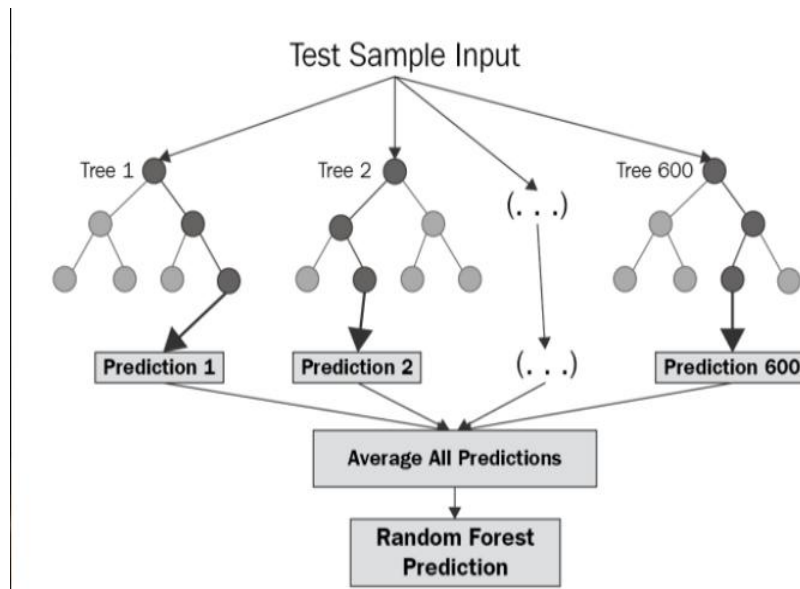 Test Sample Input
Tree 1
Tree 2
Tree 600
(. . .)
Prediction 1
Prediction 2
(. . .)
Prediction 600
Average All Predictions
Random Forest
Prediction